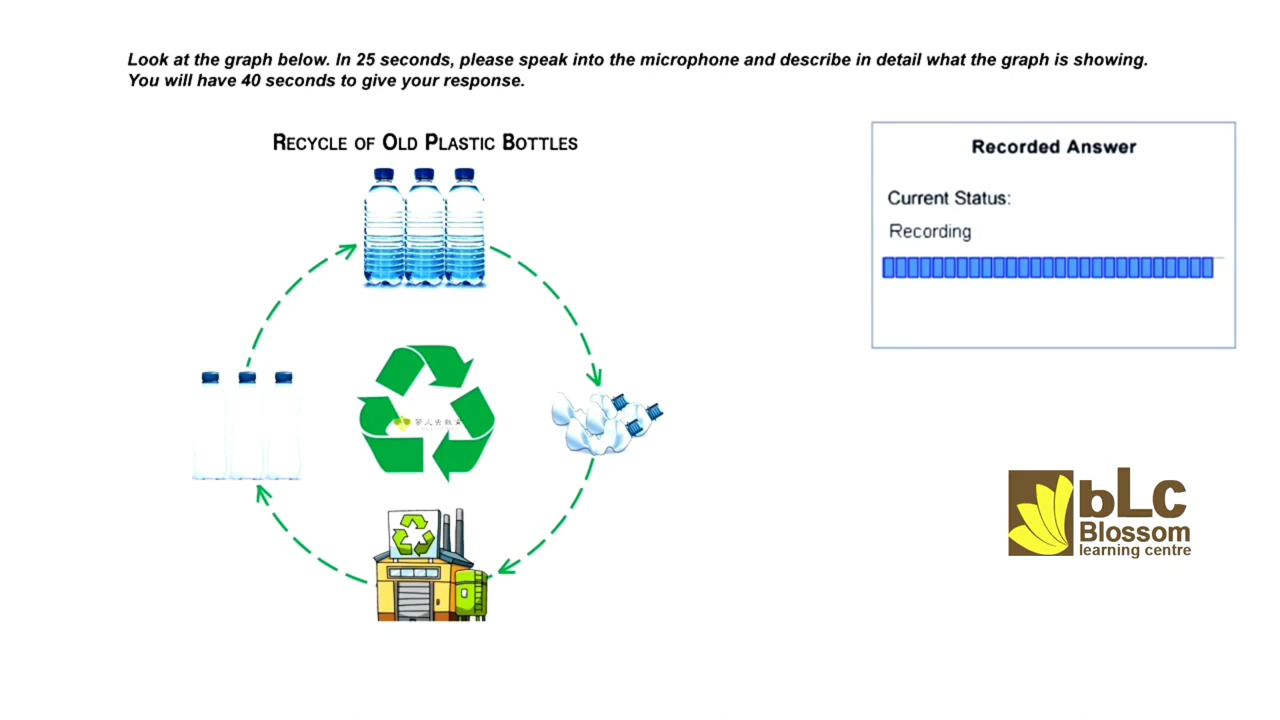 Look at the graph below. In 25 seconds, please speak into the microphone and describe in detail what the graph is showing.
You will have 40 seconds to give your response.
RECYCLE OF OLD PLASTIC BOTTLES
Recorded Answer
Current Status:
Recording
bLc
Blossom
learning centre